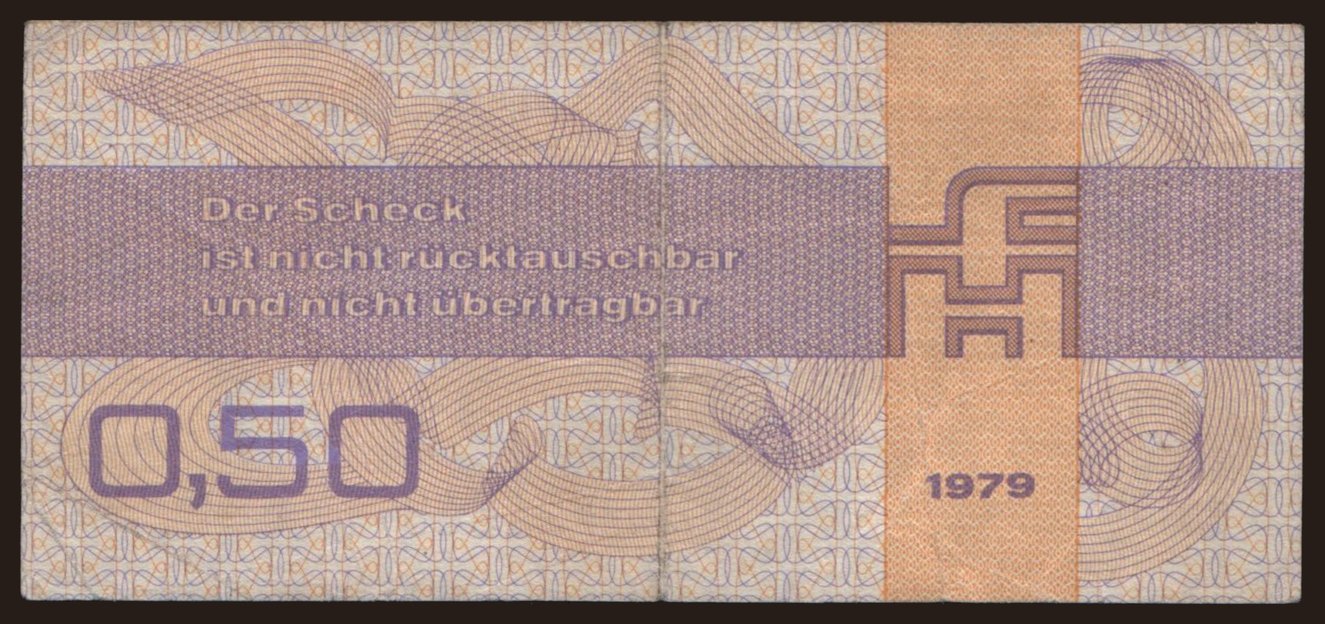 Der Scheck
ist nicht rücktauschbar
und nicht übertragbar
0,50
1979